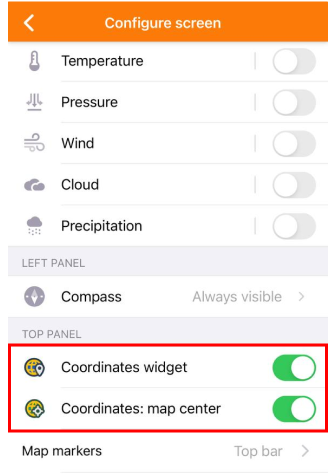 Configure screen
Temperature
Pressure
Wind
Cloud
Precipitation
LEFT PANEL
Compass Always visible
TOP PANEL
Coordinates widget
Coordinates: map center
Map markers Top bar